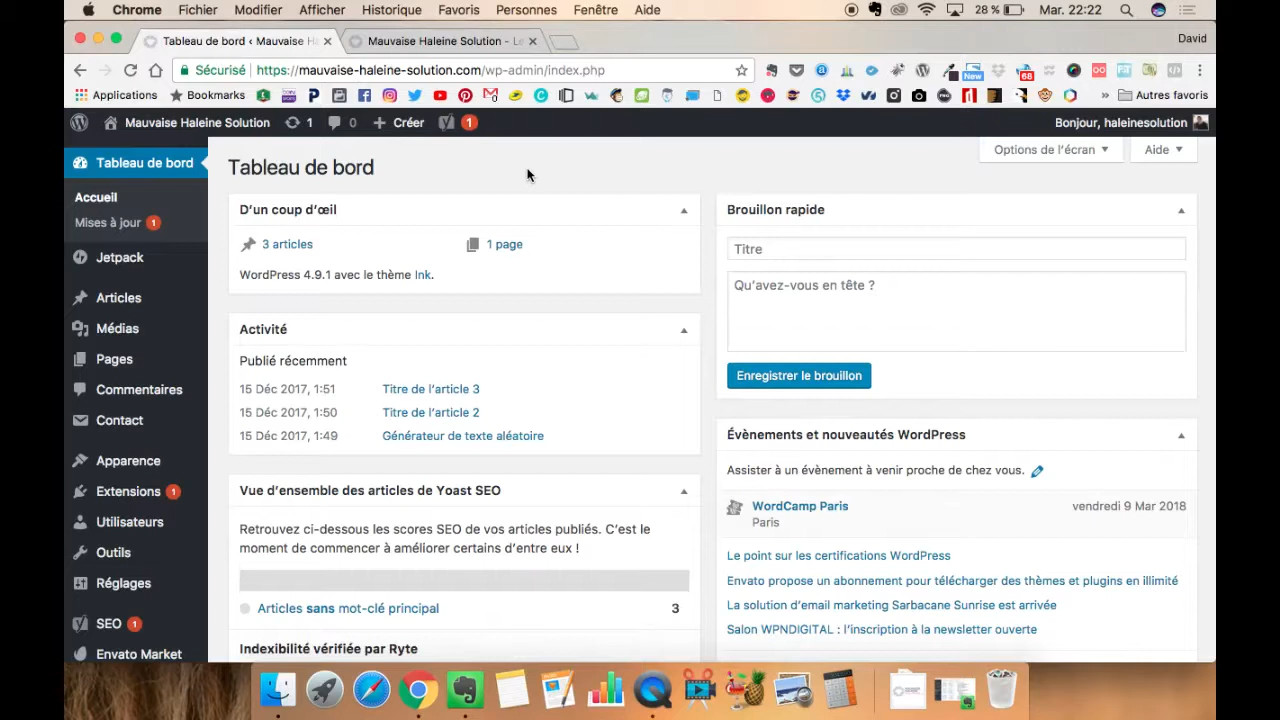 Chrome Fichier Modifier Afficher Historique Favoris Personnes Fenêtre Aide 28 % Mar. 22:22
Tableau de bord ‹ Mauvaise Ha Mauvaise Haleine Solution - Le David
Sécurisé https://mauvaise-haleine-solution.com/wp-admin/index.php New 68
Applications Bookmarks Autres favoris
Mauvaise Haleine Solution 1 0 Créer 1 Bonjour, haleinesolution
Tableau de bord
Accueil
Mises à jour 1
Jetpack
Articles
Médias
Pages
Commentaires
Contact
Apparence
Extensions 1
Utilisateurs
Outils
Réglages
SEO 1
Envato Market
Options de l'écran Aide
Tableau de bord
D'un coup d'œil
3 articles 1 page
WordPress 4.9.1 avec le thème Ink.
Activité
Publié récemment
15 Déc 2017, 1:51 Titre de l'article 3
15 Déc 2017, 1:50 Titre de l'article 2
15 Déc 2017, 1:49 Générateur de texte aléatoire
Vue d'ensemble des articles de Yoast SEO
Retrouvez ci-dessous les scores SEO de vos articles publiés. C'est le
moment de commencer à améliorer certains d'entre eux !
Articles sans mot-clé principal 3
Indexibilité vérifiée par Ryte
Brouillon rapide
Titre
Qu'avez-vous en tête ?
Enregistrer le brouillon
Évènements et nouveautés WordPress
Assister à un évènement à venir proche de chez vous.
WordCamp Paris vendredi 9 Mar 2018
Paris
Le point sur les certifications WordPress
Envato propose un abonnement pour télécharger des thèmes et plugins en illimité
La solution d'email marketing Sarbacane Sunrise est arrivée
Salon WPNDIGITAL : l'inscription à la newsletter ouverte